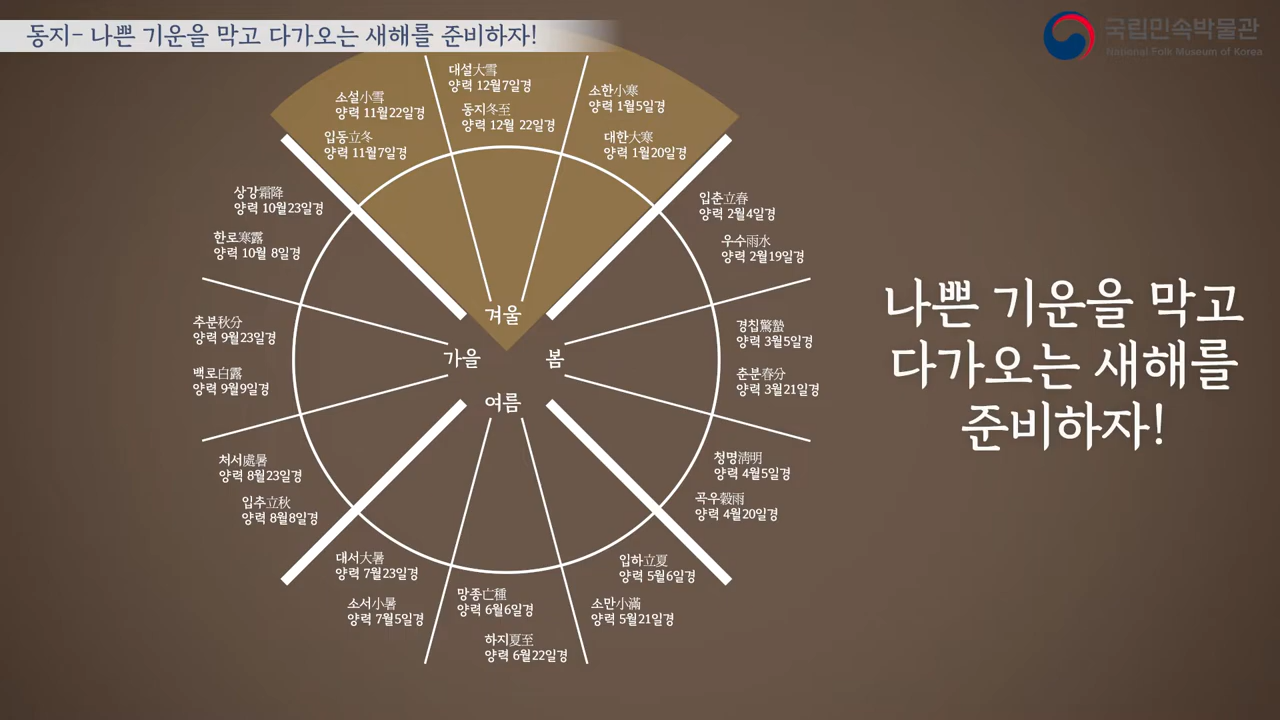 동지- 나쁜 기운을 막고 다가오는 새해를 준비하자!
국립민속박물관
National Folk Museum of Korea
대설大雪
양력 12월7일경
동지冬至
양력 12월 22일경
소한小寒
양력 1월5일경
대한大寒
양력 1월20일경
소설小雪
양력 11월22일경
입동立冬
양력 11월7일경
상강霜降
양력 10월23일경
한로寒露
양력 10월 8일경
입춘立春
양력 2월4일경
우수雨水
양력 2월19일경
겨울
가을
봄
여름
추분秋分
양력 9월23일경
백로白露
양력 9월9일경
경칩驚蟄
양력 3월5일경
춘분春分
양력 3월21일경
처서處暑
양력 8월23일경
입추立秋
양력 8월8일경
청명淸明
양력 4월5일경
곡우穀雨
양력 4월20일경
대서大暑
양력 7월23일경
소서小暑
양력 7월5일경
망종亡種
양력 6월6일경
하지夏至
양력 6월22일경
입하立夏
양력 5월6일경
소만小滿
양력 5월21일경
나쁜 기운을 막고
다가오는 새해를
준비하자!